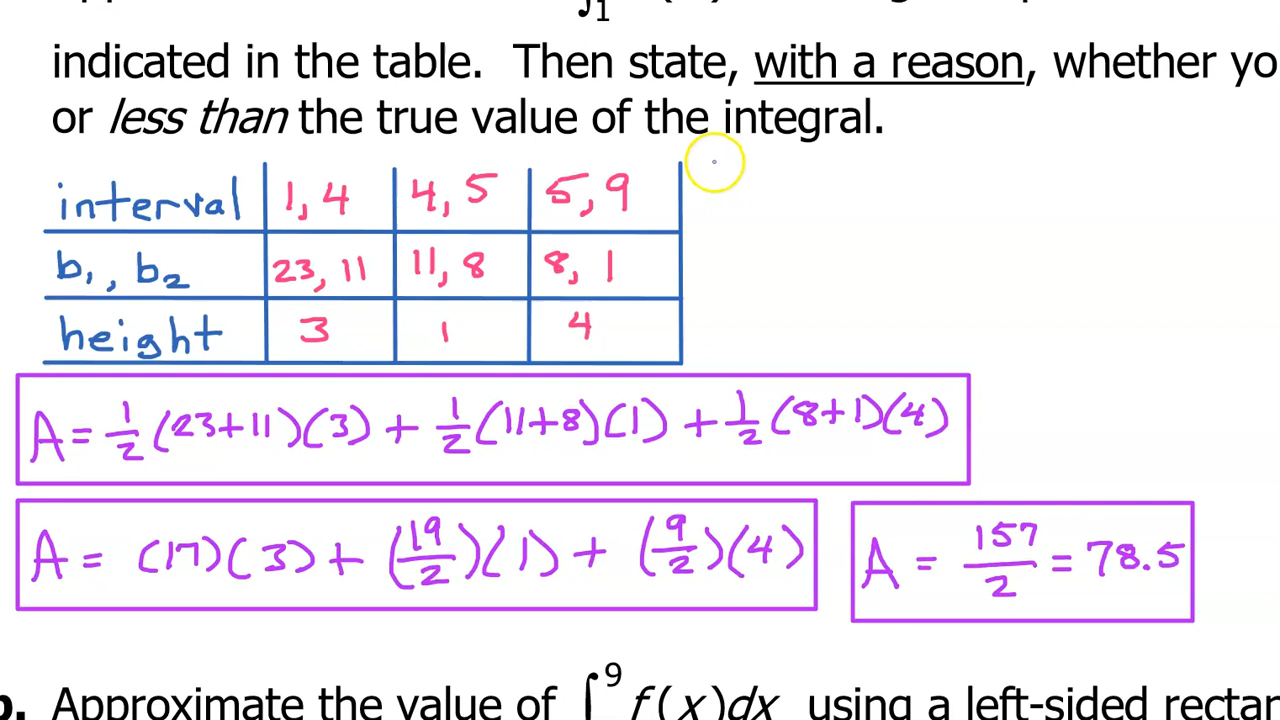 ∫₁
indicated in the table. Then state, with a reason, whether yo
or less than the true value of the integral.
interval 1, 4 4, 5 5, 9
b₁, b₂ 23, 11 11, 8 8, 1
height 3 1 4
A = 1/2 (23+11)(3) + 1/2 (11+8)(1) + 1/2 (8+1)(4)
A = (17)(3) + (19/2)(1) + (9/2)(4)
A = 157/2 = 78.5
b. Approximate the value of ∫⁹ f(x)dx using a left-sided rectan